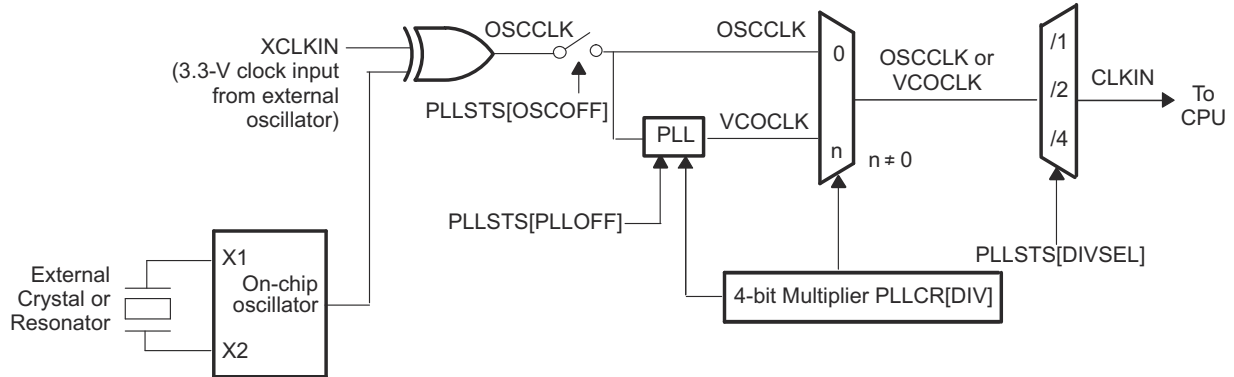 XCLKIN
(3.3-V clock input
from external
oscillator)
OSCCLK
PLLSTS[OSCOFF]
OSCCLK
0
OSCCLK or
VCOCLK
/1
/2
/4
CLKIN
To
CPU
PLL
VCOCLK
n
n ≠ 0
PLLSTS[PLLOFF]
PLLSTS[DIVSEL]
4-bit Multiplier PLLCR[DIV]
External
Crystal or
Resonator
X1
On-chip
oscillator
X2